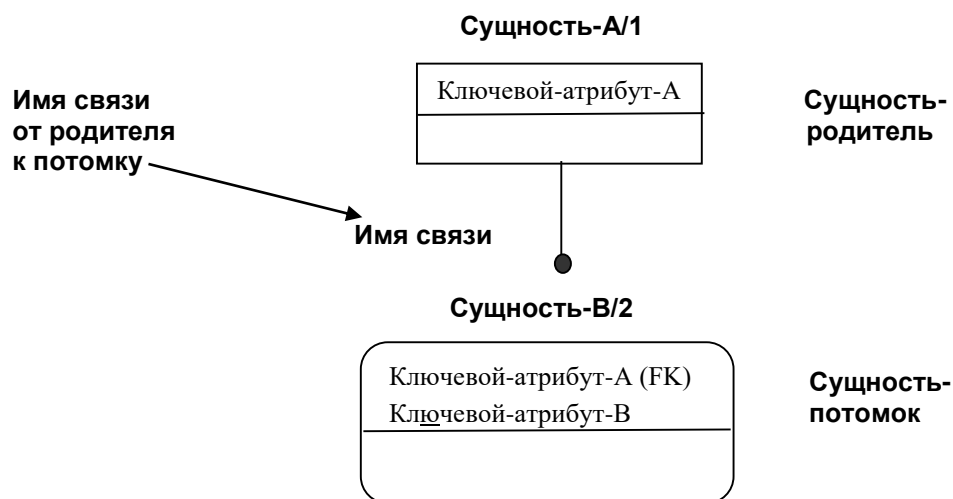 Сущность-А/1
Ключевой-атрибут-А
Имя связи
от родителя
к потомку
Сущность-
родитель
Имя связи
Сущность-В/2
Ключевой-атрибут-А (FK)
Ключевой-атрибут-В
Сущность-
потомок